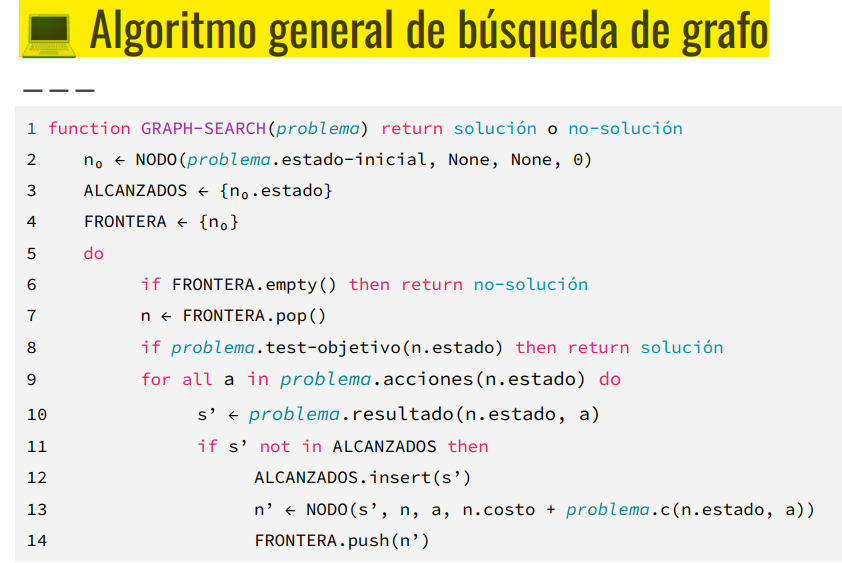 Algoritmo general de búsqueda de grafo
1 function GRAPH-SEARCH(problema) return solución o no-solución
2 n₀ ← NODO(problema.estado-inicial, None, None, 0)
3 ALCANZADOS ← {n₀.estado}
4 FRONTERA ← {n₀}
5 do
6 if FRONTERA.empty() then return no-solución
7 n ← FRONTERA.pop()
8 if problema.test-objetivo(n.estado) then return solución
9 for all a in problema.acciones(n.estado) do
10 s’ ← problema.resultado(n.estado, a)
11 if s’ not in ALCANZADOS then
12 ALCANZADOS.insert(s’)
13 n’ ← NODO(s’, n, a, n.costo + problema.c(n.estado, a))
14 FRONTERA.push(n’)